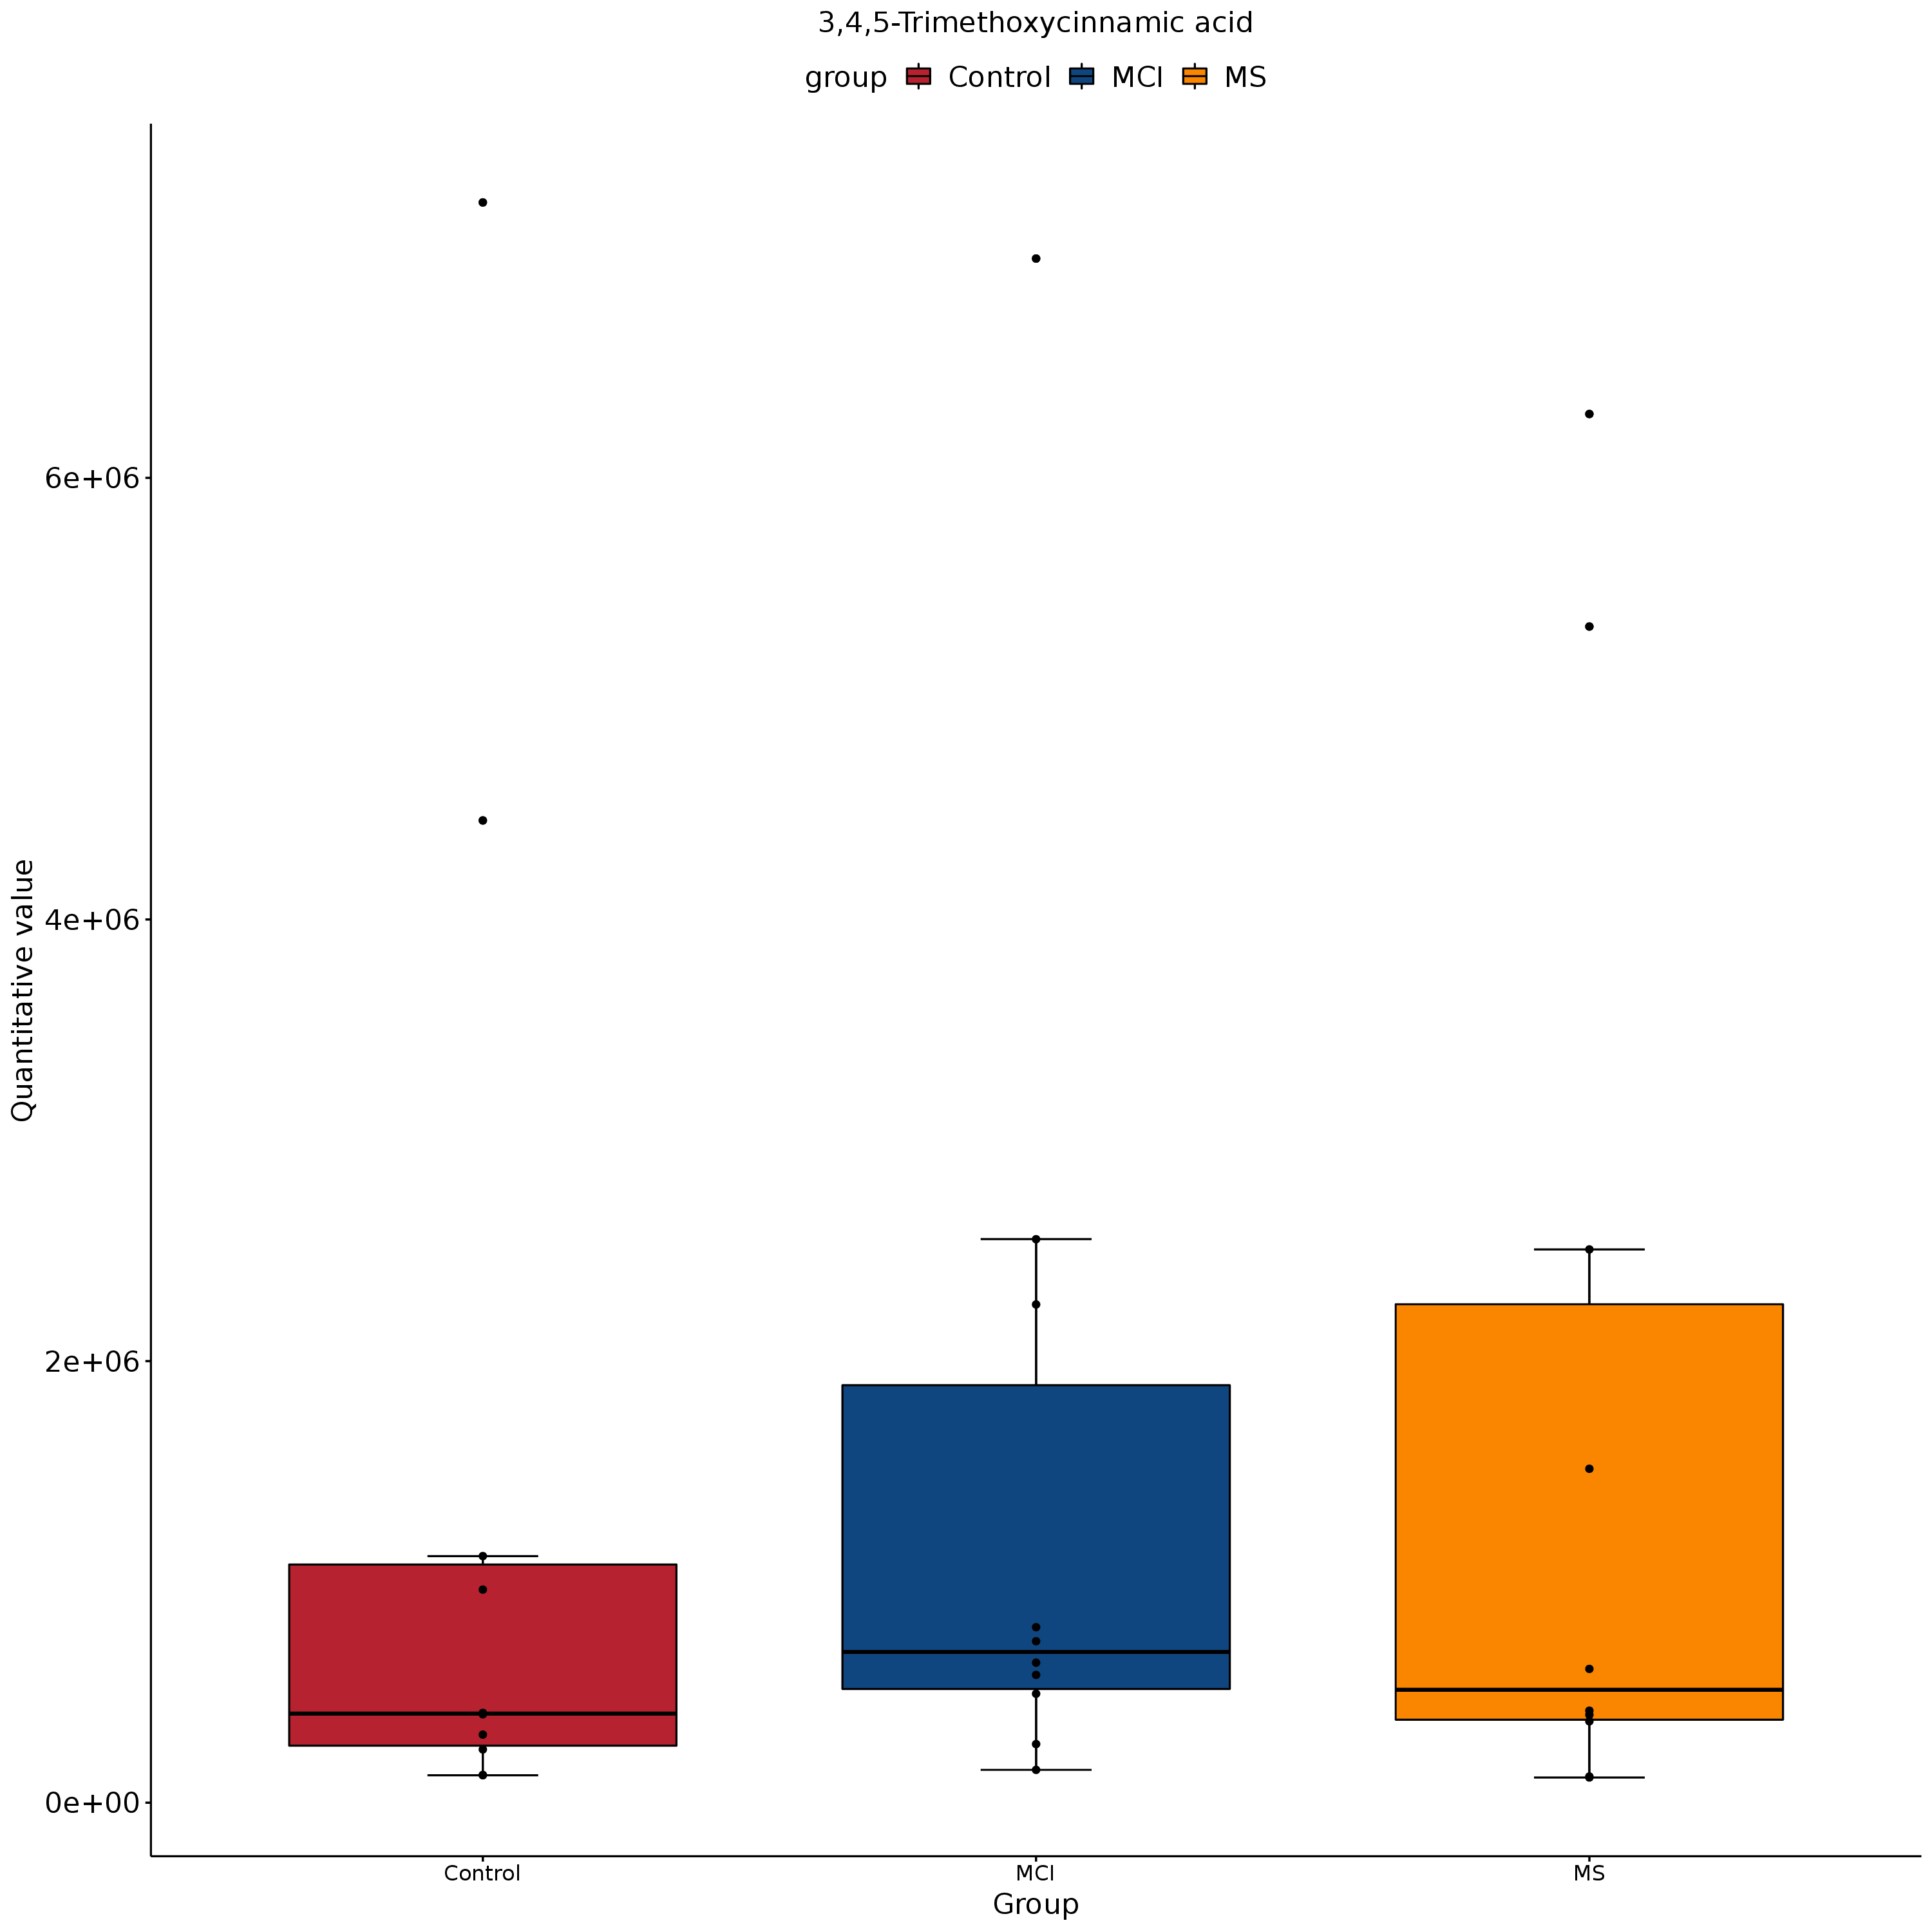 3,4,5-Trimethoxycinnamic acid
group Control MCI MS
Quantitative value
6e+06
4e+06
2e+06
0e+00
Control MCI MS
Group